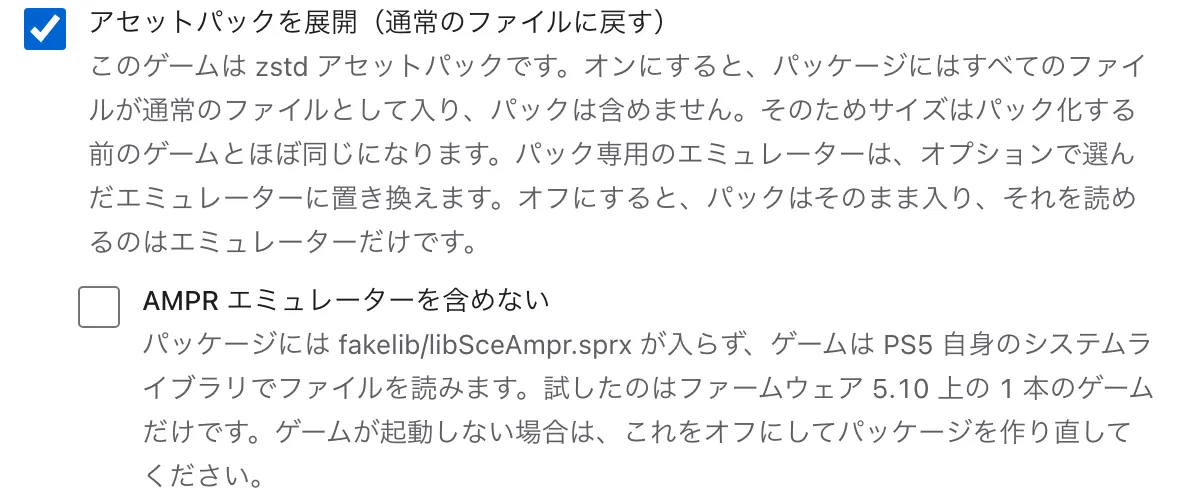 アセットパックを展開（通常のファイルに戻す）
このゲームは zstd アセットパックです。オンにすると、パッケージにはすべてのファイ
ルが通常のファイルとして入り、パックは含めません。そのためサイズはパック化する
前のゲームとほぼ同じになります。パック専用のエミュレーターは、オプションで選ん
だエミュレーターに置き換えます。オフにすると、パックはそのまま入り、それを読め
るのはエミュレーターだけです。
AMPR エミュレーターを含めない
パッケージには fakelib/libSceAmpr.sprx が入らず、ゲームは PS5 自身のシステムラ
イブラリでファイルを読みます。試したのはファームウェア 5.10 上の 1 本のゲーム
だけです。ゲームが起動しない場合は、これをオフにしてパッケージを作り直して
ください。